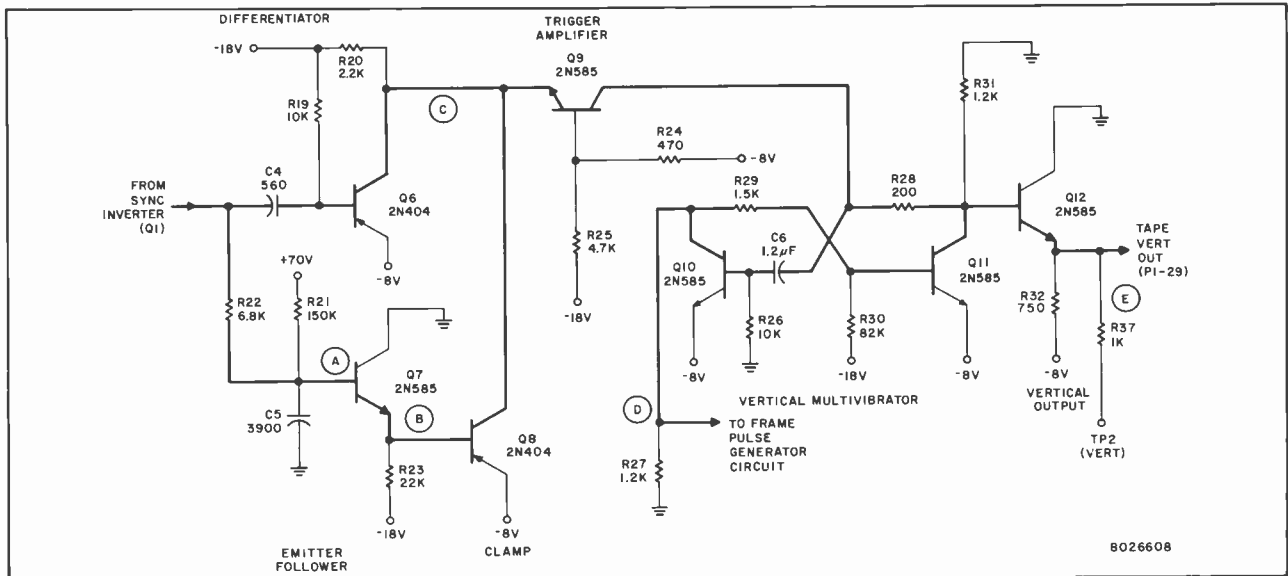 DIFFERENTIATOR
-18V
R20
2.2K
R19
10K
C
TRIGGER
AMPLIFIER
Q9
2N585
R24
470
-8V
R25
4.7K
-18V
FROM
SYNC
INVERTER
(Q1)
C4
560
Q6
2N404
-8V
+70V
R22
6.8K
R21
150K
A
Q7
2N585
C5
3900
B
R23
22K
-18V
EMITTER
FOLLOWER
Q8
2N404
-8V
CLAMP
R29
1.5K
R28
200
R31
1.2K
Q10
2N585
C6
1.2μF
R26
10K
-8V
R30
82K
-18V
Q11
2N585
-8V
VERTICAL MULTIVIBRATOR
D
TO FRAME
PULSE
GENERATOR
CIRCUIT
R27
1.2K
Q12
2N585
TAPE
VERT
OUT
(P1-29)
R32
750
E
R37
1K
-8V
VERTICAL
OUTPUT
TP2
(VERT)
8026608